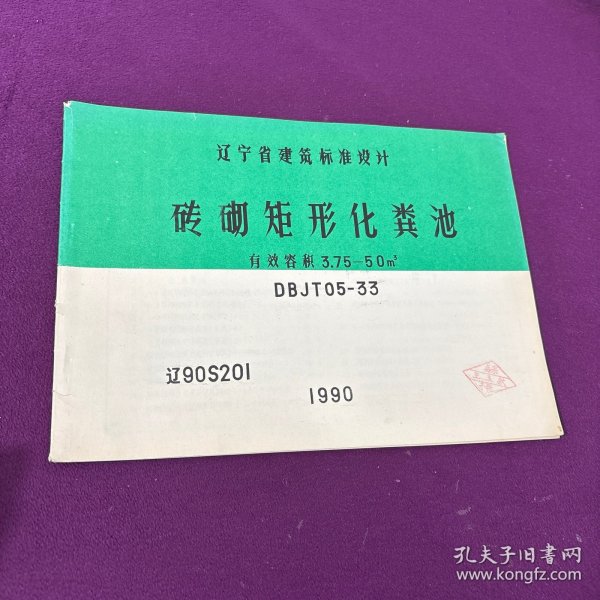 辽宁省建筑标准设计
砖砌矩形化粪池
有效容积3.75-50m³
DBJT05-33
辽90S201
1990
孔夫子旧书网
www.kongfz.com